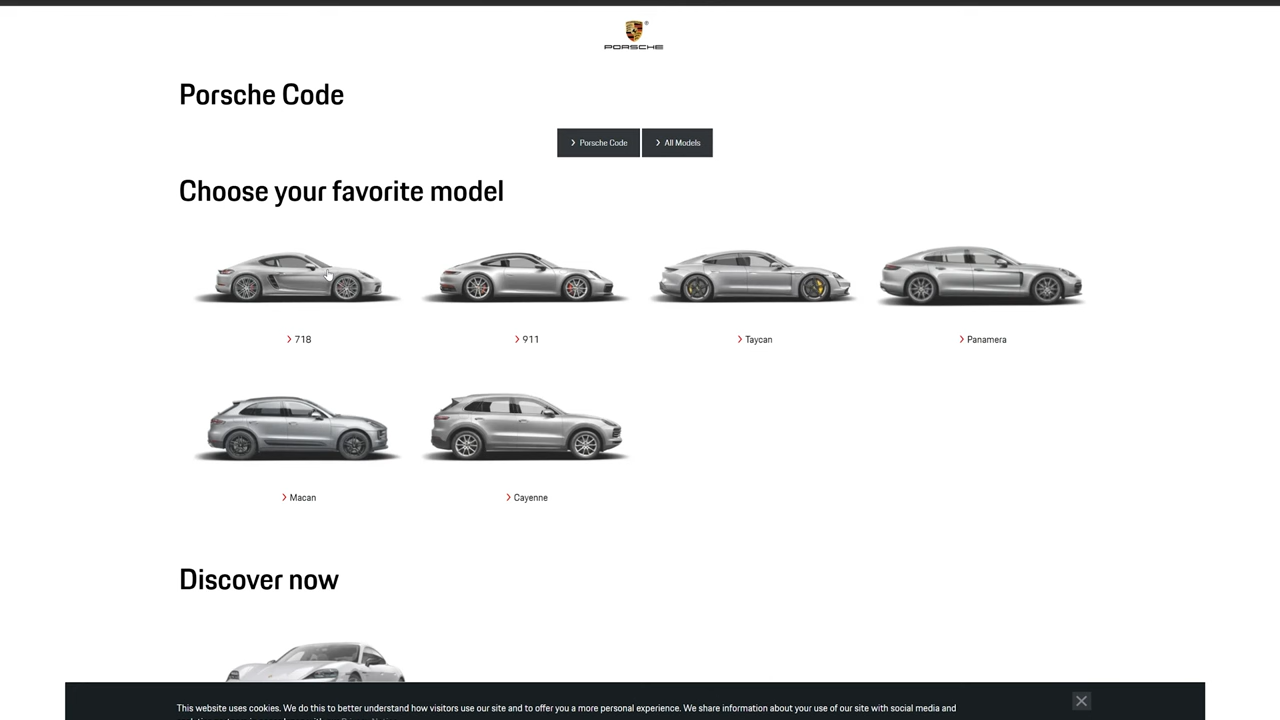 PORSCHE
Porsche Code
Porsche Code
All Models
Choose your favorite model
718
911
Taycan
Panamera
Macan
Cayenne
Discover now
This website uses cookies. We do this to better understand how visitors use our site and to offer you a more personal experience. We share information about your use of our site with social media and